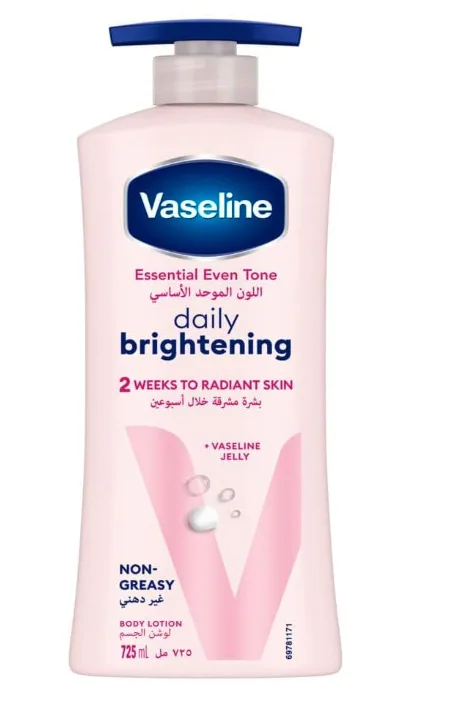 Vaseline
Essential Even Tone
اللون الموحد الأساسي
daily
brightening
2 WEEKS TO RADIANT SKIN
بشرة مشرقة خلال أسبوعين
+ VASELINE
JELLY
NON-
GREASY
غير دهني
BODY LOTION
لوشن الجسم
725 mL ٧٢٥ مل
69781171